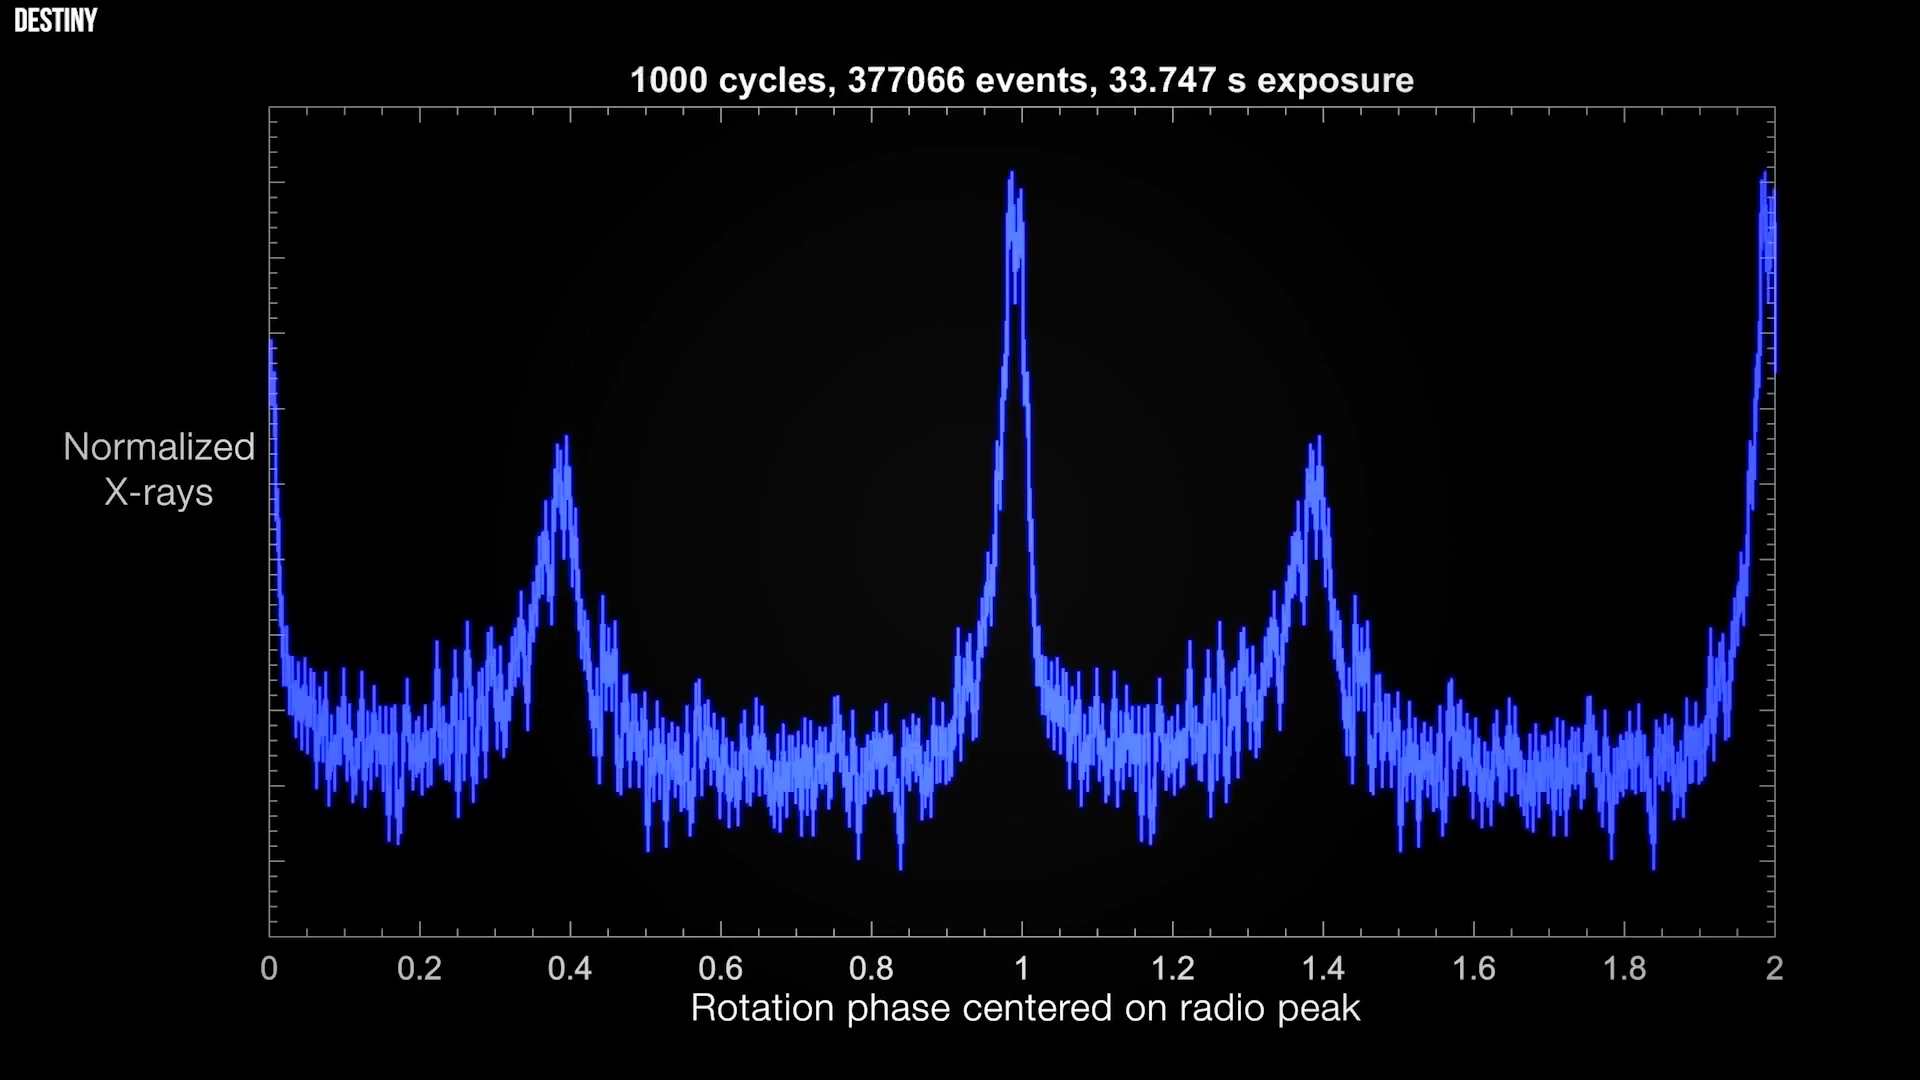 DESTINY
1000 cycles, 377066 events, 33.747 s exposure
Normalized
X-rays
0 0.2 0.4 0.6 0.8 1 1.2 1.4 1.6 1.8 2
Rotation phase centered on radio peak